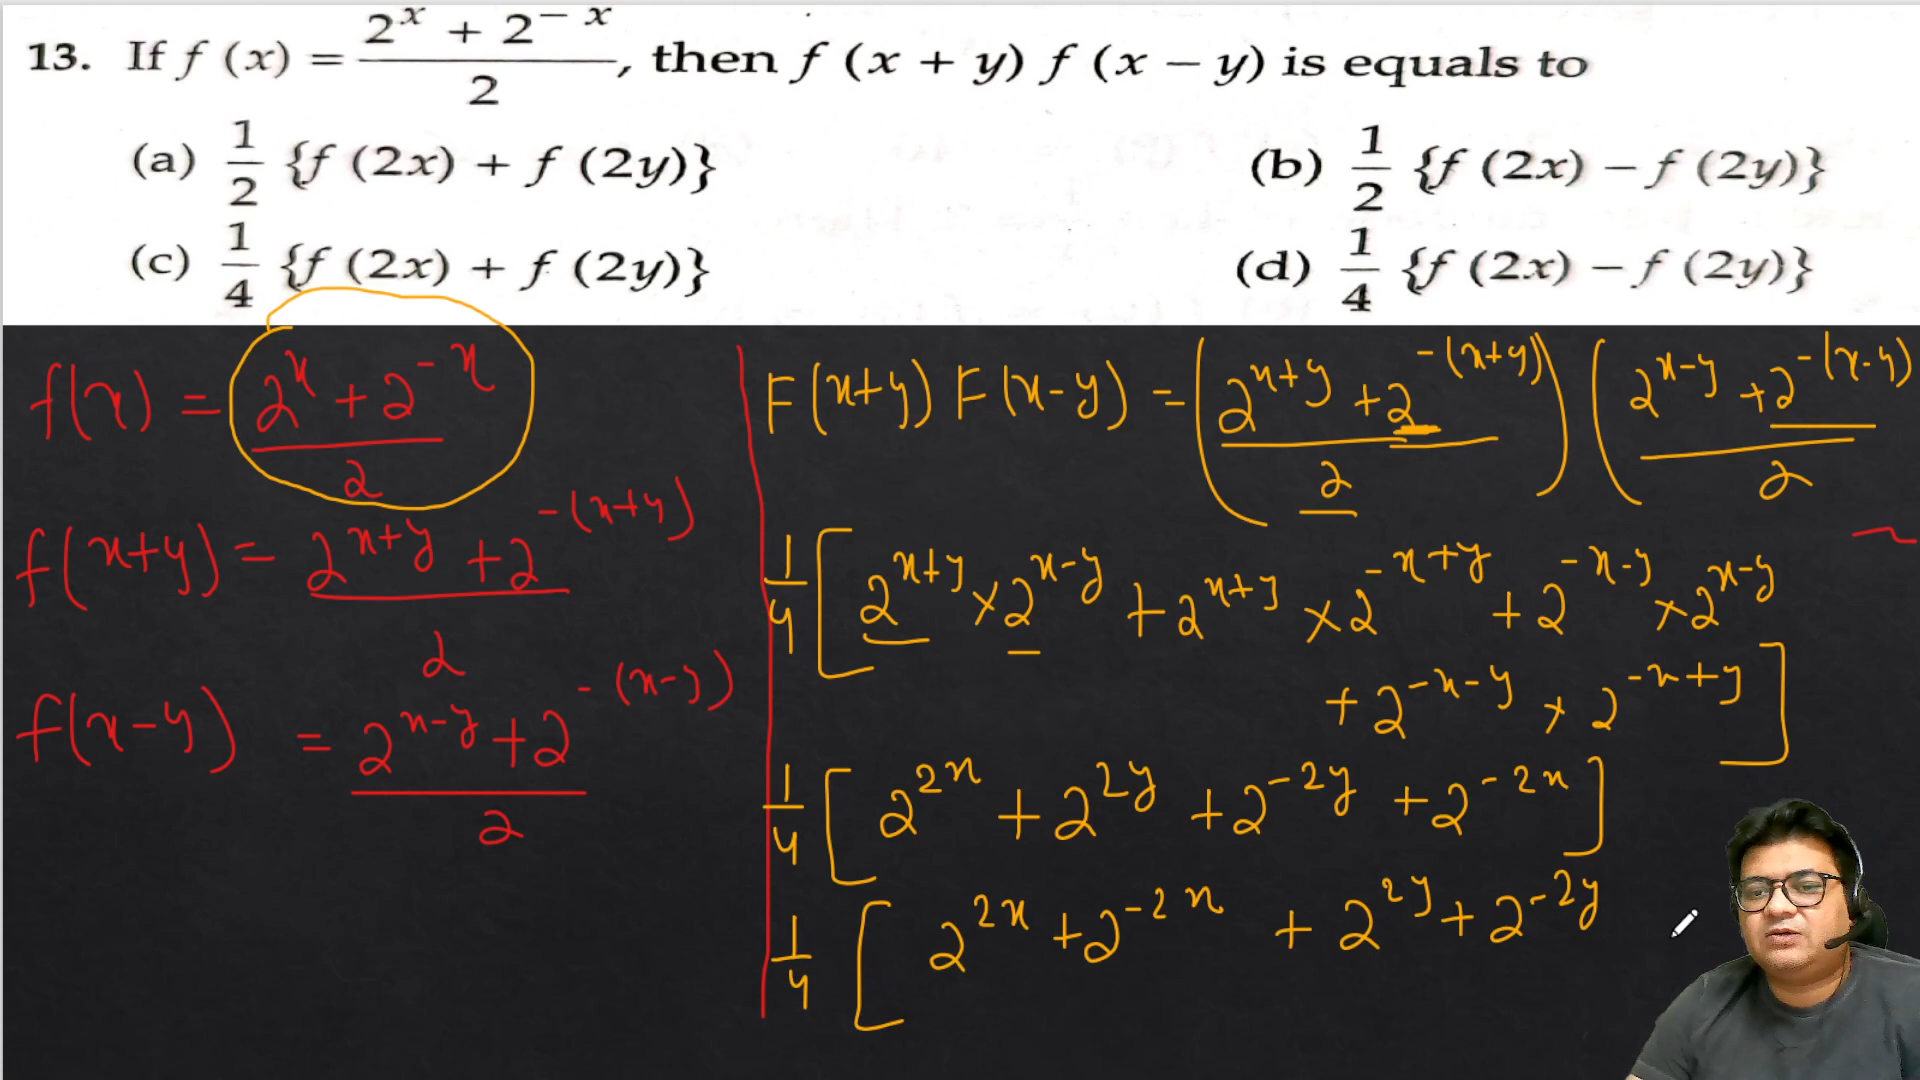 13. If f (x) = (2^x + 2^− x)/2, then f (x + y) f (x − y) is equals to
(a) 1/2 {f (2x) + f (2y)}
(b) 1/2 {f (2x) − f (2y)}
(c) 1/4 {f (2x) + f (2y)}
(d) 1/4 {f (2x) − f (2y)}
f(x) = (2^x + 2^-x)/2
f(x+y) = (2^x+y + 2^-(x+y))/2
f(x-y) = (2^x-y + 2^-(x-y))/2
F(x+y) F(x-y) = ((2^x+y + 2^-(x+y))/2) ((2^x-y + 2^-(x-y))/2)
1/4 [2^x+y × 2^x-y + 2^x+y × 2^-x+y + 2^-x-y × 2^x-y
+ 2^-x-y × 2^-x+y]
1/4 [2^2x + 2^2y + 2^-2y + 2^-2x]
1/4 [2^2x + 2^-2x + 2^2y + 2^-2y